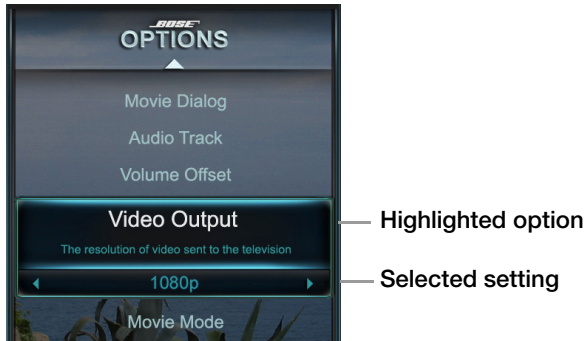 BOSE
OPTIONS
Movie Dialog
Audio Track
Volume Offset
Video Output
Highlighted option
The resolution of video sent to the television
1080p
Selected setting
Movie Mode